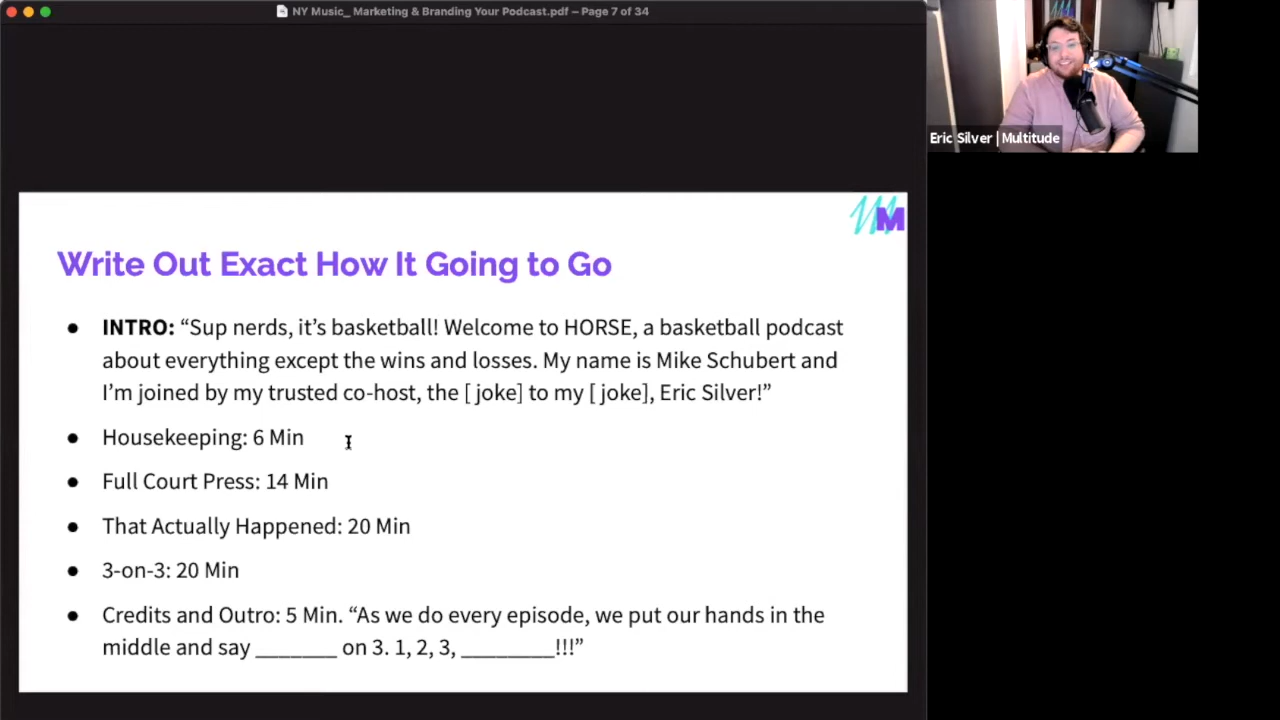 NY Music_ Marketing & Branding Your Podcast.pdf – Page 7 of 34
Eric Silver | Multitude
M
Write Out Exact How It Going to Go
● INTRO: “Sup nerds, it’s basketball! Welcome to HORSE, a basketball podcast
about everything except the wins and losses. My name is Mike Schubert and
I’m joined by my trusted co-host, the [ joke] to my [ joke], Eric Silver!”
● Housekeeping: 6 Min
● Full Court Press: 14 Min
● That Actually Happened: 20 Min
● 3-on-3: 20 Min
● Credits and Outro: 5 Min. “As we do every episode, we put our hands in the
middle and say _______ on 3. 1, 2, 3, ________!!!”